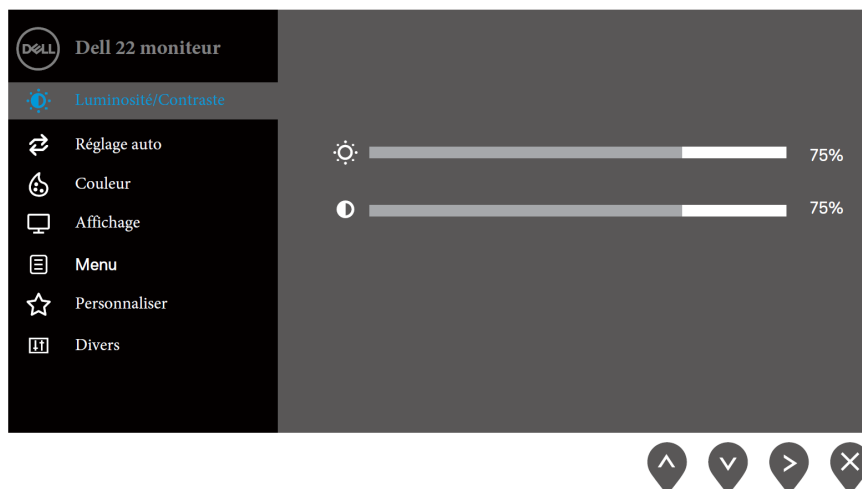 DELL
Dell 22 moniteur
Luminosité/Contraste
Réglage auto
75%
Couleur
75%
Affichage
Menu
Personnaliser
Divers